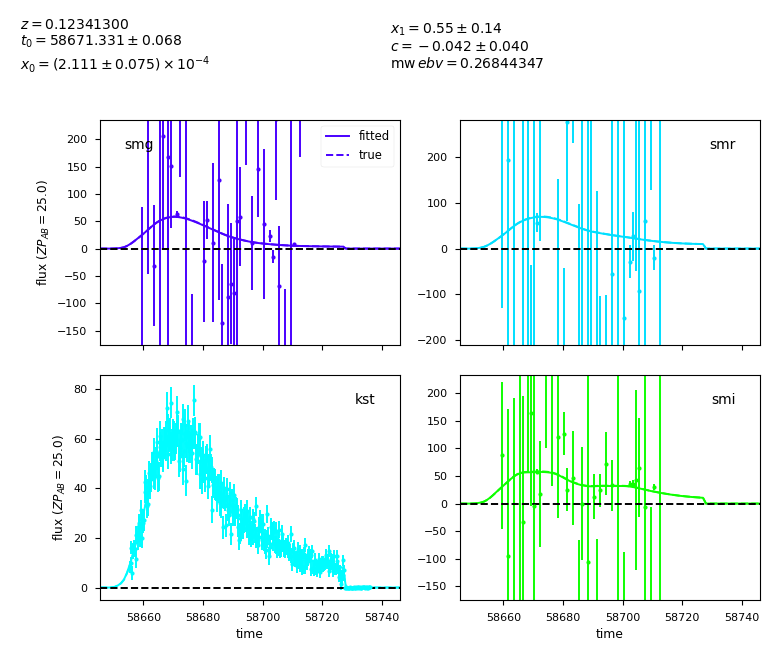 z = 0.12341300
t₀ = 58671.331 ± 0.068
x₀ = (2.111 ± 0.075) × 10⁻⁴
x₁ = 0.55 ± 0.14
c = −0.042 ± 0.040
mw ebv = 0.26844347
smg
fitted
true
200
150
100
50
0
−50
−100
−150
flux (ZP_AB = 25.0)
smr
200
100
0
−100
−200
kst
80
60
40
20
0
flux (ZP_AB = 25.0)
58660 58680 58700 58720 58740
time
smi
200
150
100
50
0
−50
−100
−150
58660 58680 58700 58720 58740
time